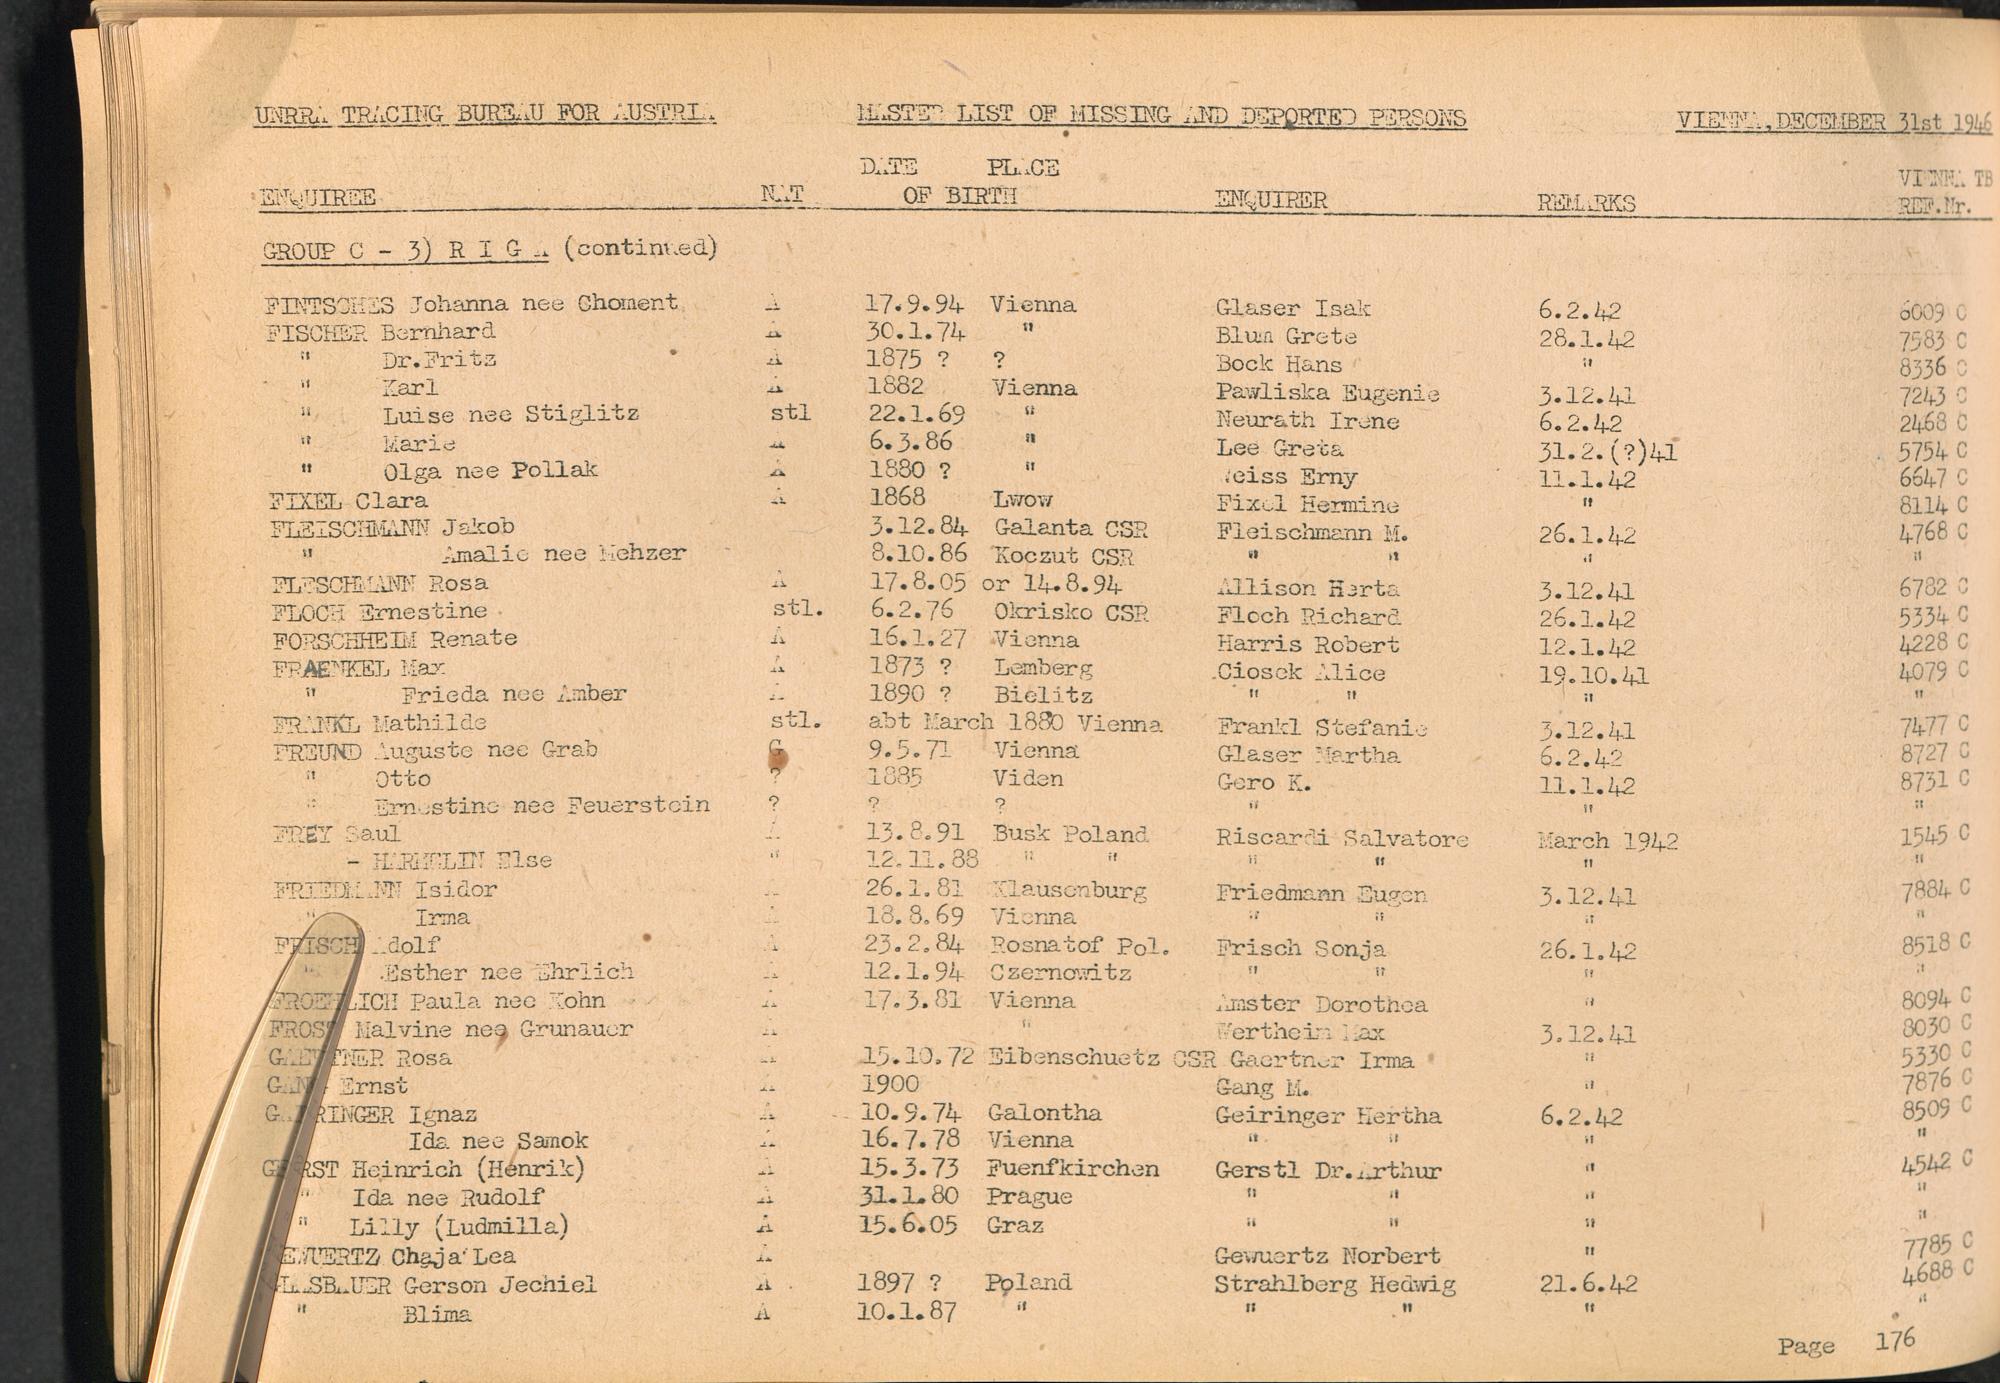 UNRRA TRACING BUREAU FOR AUSTRIA MASTER LIST OF MISSING AND DEPORTED PERSONS VIENNA, DECEMBER 31st 1946
DATE PLACE VIENNA TB
ENQUIREE NAT OF BIRTH ENQUIRER REMARKS REF.Nr.
GROUP C - 3) R I G A (continued)
FINTSCHES Johanna nee Choment A 17.9.94 Vienna Glaser Isak 6.2.42 6009 C
FISCHER Bernhard A 30.1.74 " Blum Grete 28.1.42 7583 C
" Dr.Fritz A 1875 ? ? Bock Hans " 8336 C
" Karl A 1882 Vienna Pawliska Eugenie 3.12.41 7243 C
" Luise nee Stiglitz stl 22.1.69 " Neurath Irene 6.2.42 2468 C
" Marie A 6.3.86 " Lee Greta 31.2.(?)41 5754 C
" Olga nee Pollak A 1880 ? " Weiss Erny 11.1.42 6647 C
FIXEL Clara A 1868 Lwow Fixel Hermine " 8114 C
FLEISCHMANN Jakob 3.12.84 Galanta CSR Fleischmann M. 26.1.42 4768 C
" Amalie nee Mehzer 8.10.86 Koczut CSR " " " "
FLESCHMANN Rosa A 17.8.05 or 14.8.94 Allison Herta 3.12.41 6782 C
FLOCH Ernestine stl. 6.2.76 Okrisko CSR Floch Richard 26.1.42 5334 C
FORSCHHEIM Renate A 16.1.27 Vienna Harris Robert 12.1.42 4228 C
FRAENKEL Max A 1873 ? Lemberg Ciosek Alice 19.10.41 4079 C
" Frieda nee Amber A 1890 ? Bielitz " " " "
FRANKL Mathilde stl. abt March 1880 Vienna Frankl Stefanie 3.12.41 7477 C
FREUND Auguste nee Grab G 9.5.71 Vienna Glaser Martha 6.2.42 8727 C
" Otto ? 1885 Viden Gero K. 11.1.42 8731 C
" Ernestine nee Feuerstein ? ? ? " " "
FREY Saul A 13.8.91 Busk Poland Riscardi Salvatore March 1942 1545 C
- HARMELIN Else " 12.11.88 " " " " " "
FRIEDMANN Isidor A 26.1.81 Klausenburg Friedmann Eugen 3.12.41 7884 C
" Irma A 18.8.69 Vienna " " " "
FRISCH Adolf A 23.2.84 Rosnatof Pol. Frisch Sonja 26.1.42 8518 C
" Esther nee Ehrlich A 12.1.94 Czernowitz " " " "
FROEHLICH Paula nee Kohn A 17.3.81 Vienna Amster Dorothea " 8094 C
FROST Malvine nee Grunauer A " Wertheim Max 3.12.41 8030 C
GAERTNER Rosa A 15.10.72 Eibenschuetz CSR Gaertner Irma " 5330 C
GANG Ernst A 1900 Gang M. " 7876 C
GEIRINGER Ignaz A 10.9.74 Galontha Geiringer Hertha 6.2.42 8509 C
Ida nee Samok A 16.7.78 Vienna " " " "
GERST Heinrich (Henrik) A 15.3.73 Fuenfkirchen Gerstl Dr.Arthur " 4542 C
" Ida nee Rudolf A 31.1.80 Prague " " " "
" Lilly (Ludmilla) A 15.6.05 Graz " " " "
GEWUERTZ Chaja Lea A Gewuertz Norbert " 7785 C
GLASBAUER Gerson Jechiel A 1897 ? Poland Strahlberg Hedwig 21.6.42 4688 C
" Blima A 10.1.87 " " " " "
Page 176